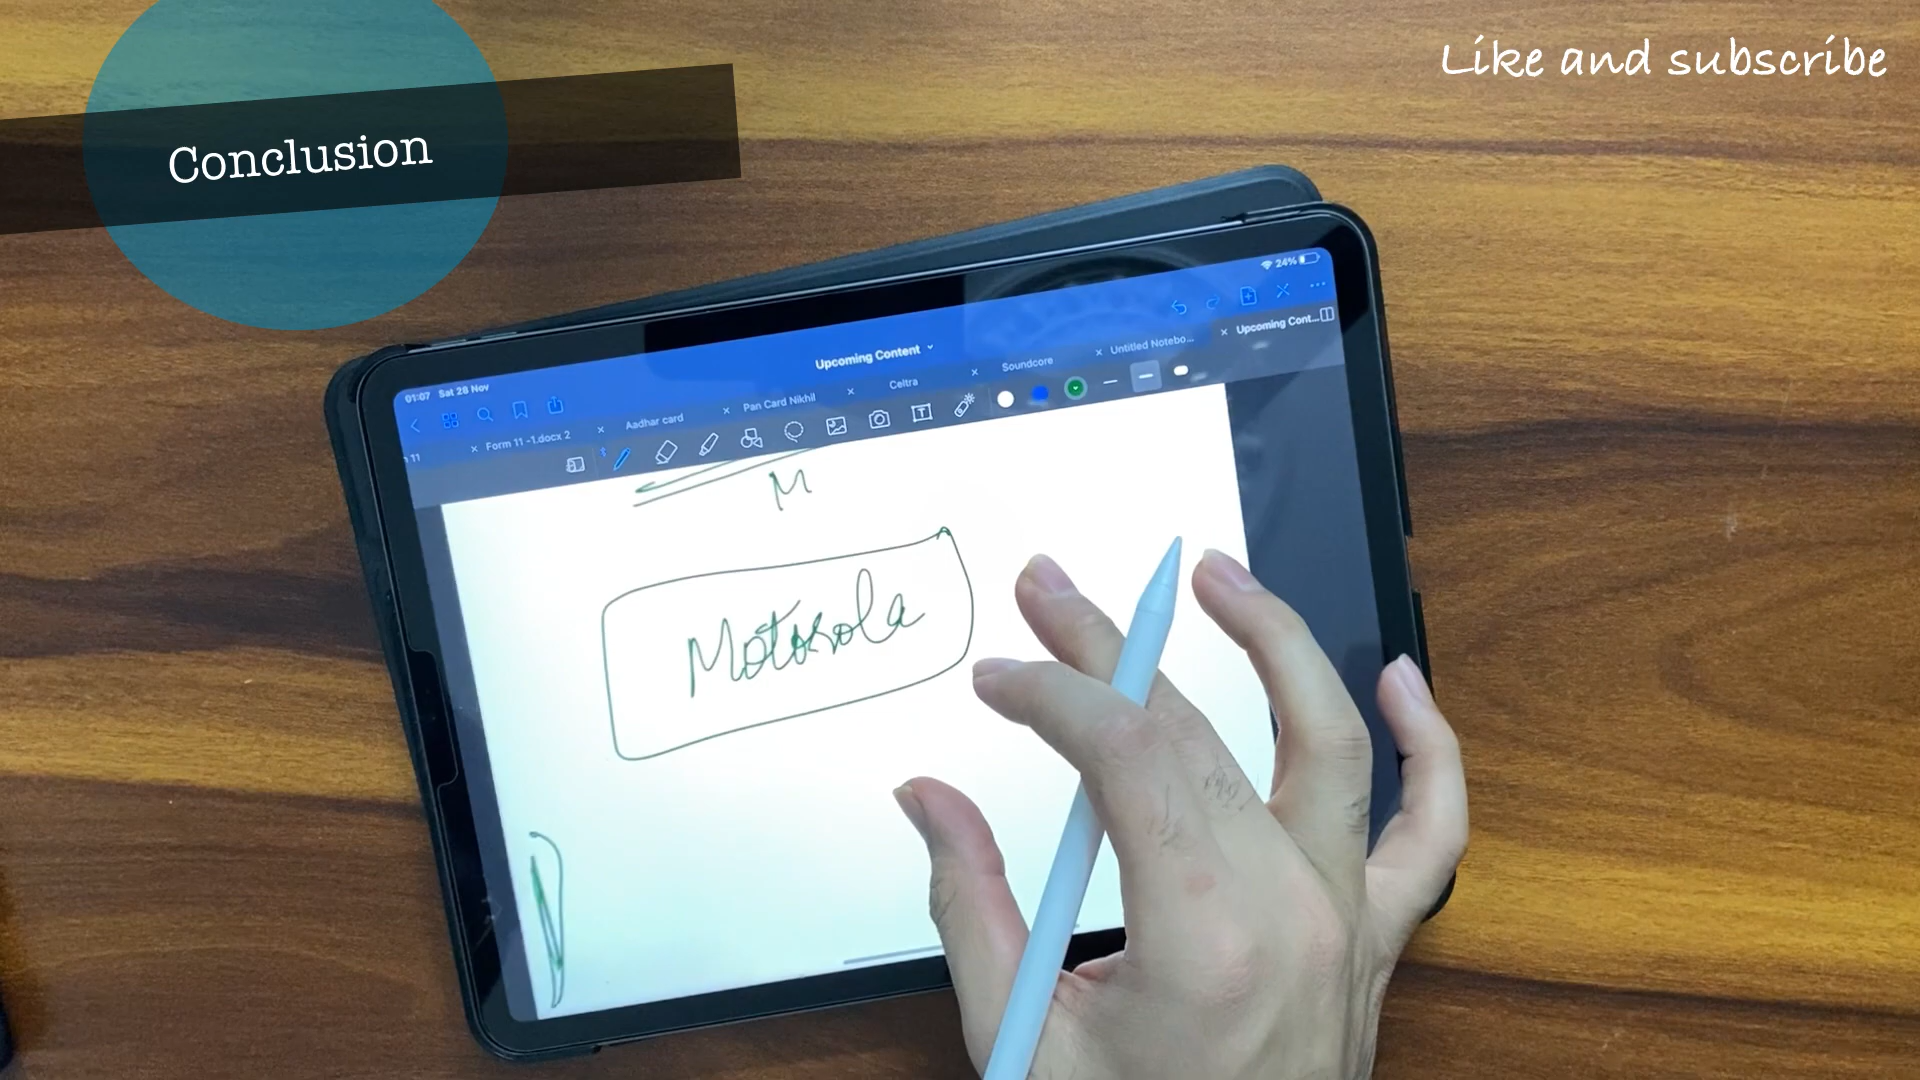 Conclusion
Like and subscribe
01:07 Sat 28 Nov
24%
Upcoming Content
11
Form 11 -1.docx 2
Aadhar card
Pan Card Nikhil
Celtra
Soundcore
Untitled Notebo...
Upcoming Cont...
T
M
Motorola